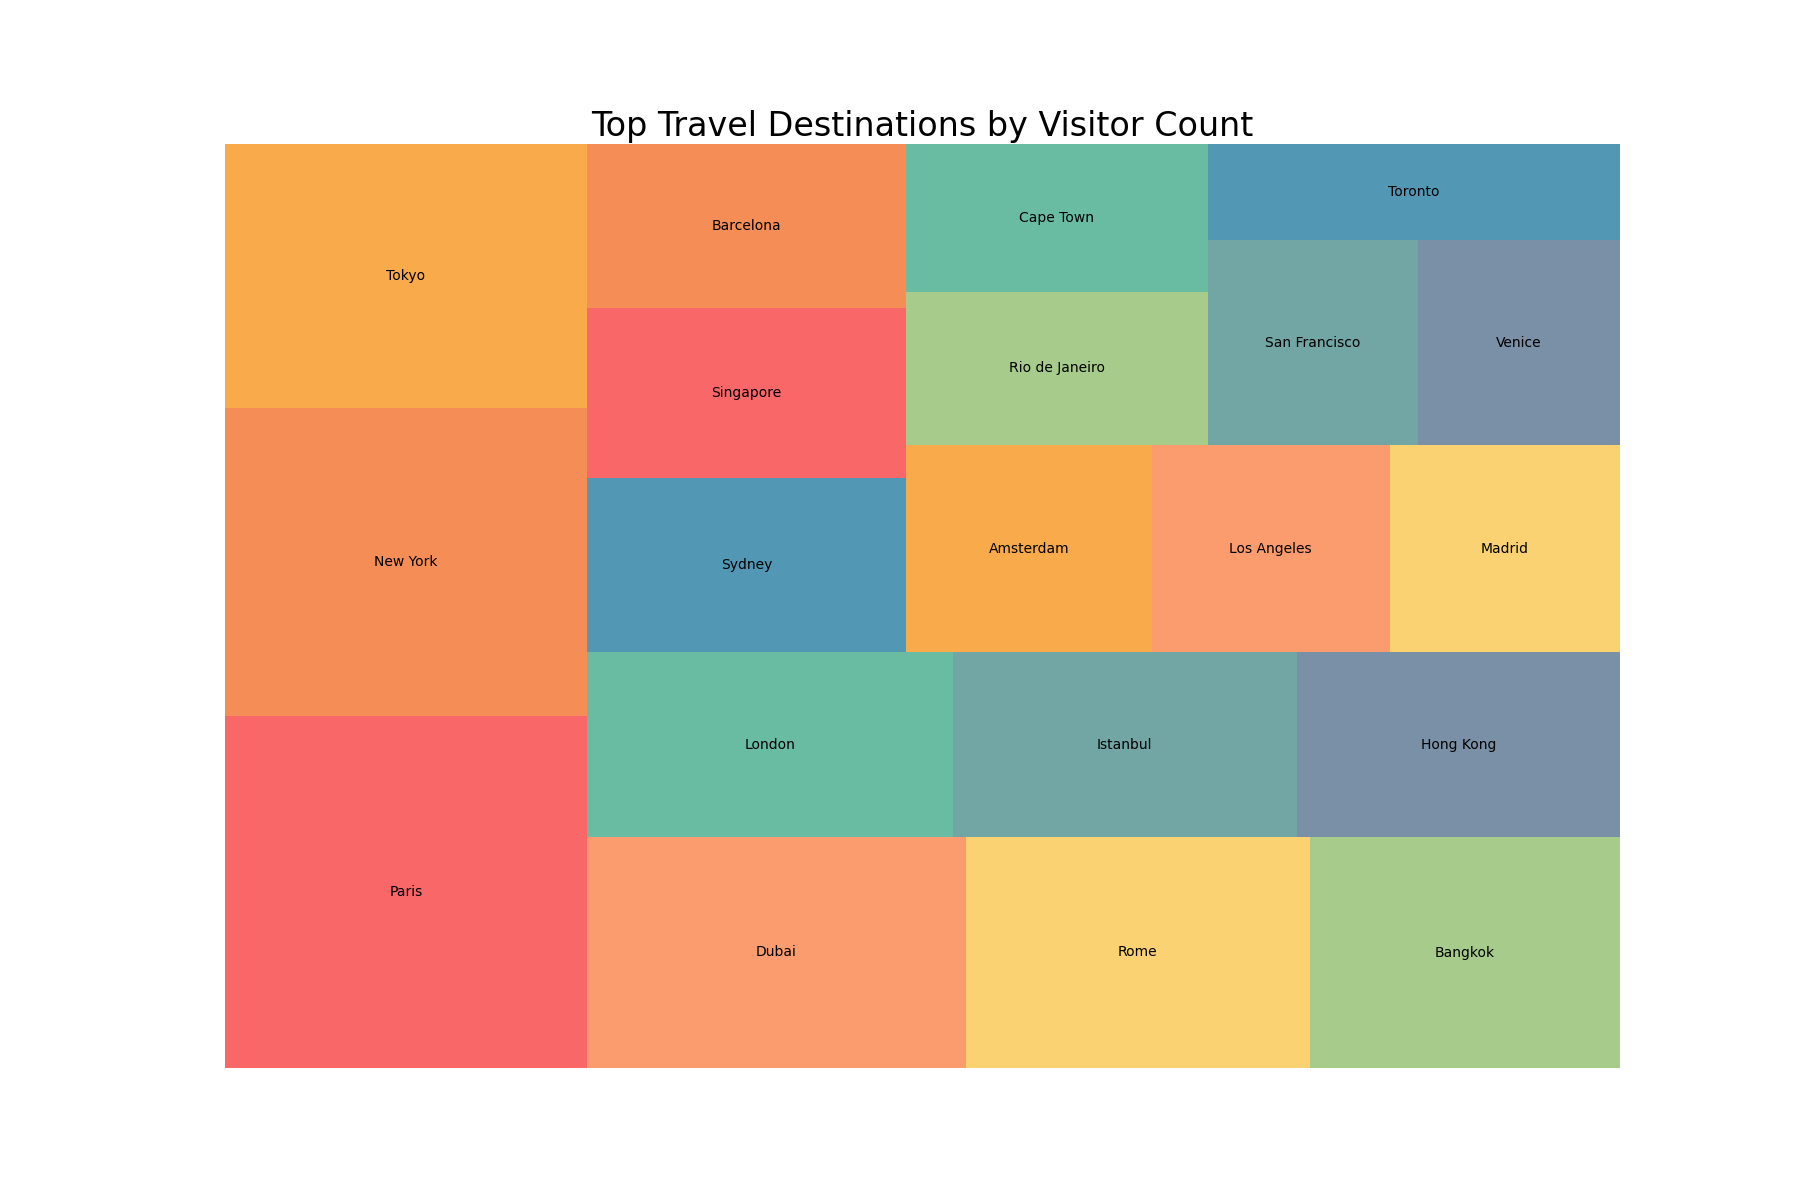 Top Travel Destinations by Visitor Count
Tokyo
New York
Paris
Barcelona
Singapore
Sydney
Cape Town
Rio de Janeiro
Toronto
San Francisco
Venice
Amsterdam
Los Angeles
Madrid
London
Istanbul
Hong Kong
Dubai
Rome
Bangkok